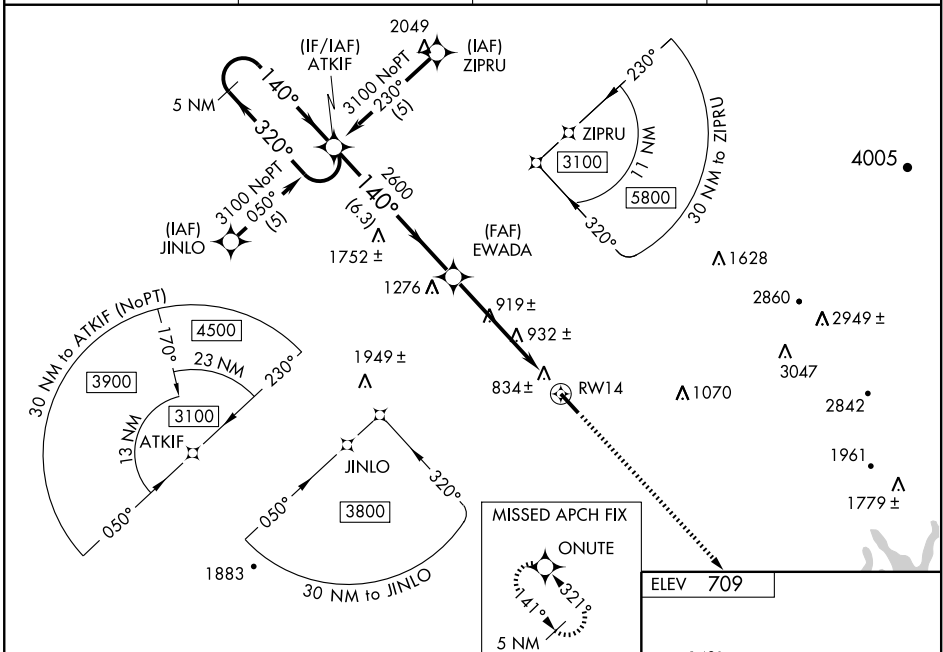 2049
(IF/IAF)
ATKIF
(IAF)
ZIPRU
3100 NoPT
230°
(5)
5 NM
140°
320°
3100 NoPT
050°
(5)
(IAF)
JINLO
2600
140°
(6.3)
1752 ±
(FAF)
EWADA
1276
919 ±
932 ±
834 ±
RW14
230°
ZIPRU
3100
11 NM
5800
320°
30 NM to ZIPRU
4005
1628
2860
2949 ±
3047
1070
2842
1961
1779 ±
30 NM to ATKIF (NoPT)
4500
170°
23 NM
230°
3900
3100
13 NM
ATKIF
050°
1949 ±
JINLO
050°
320°
3800
30 NM to JINLO
1883
MISSED APCH FIX
ONUTE
321°
141°
5 NM
ELEV 709